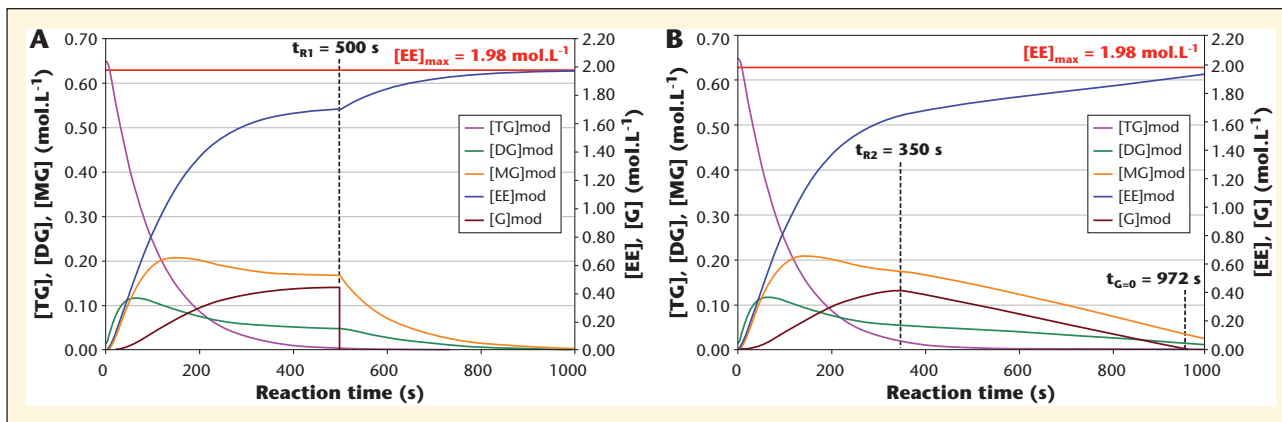 A
t_R1 = 500 s
[EE]_max = 1.98 mol.L⁻¹
[TG], [DG], [MG] (mol.L⁻¹)
0.70
0.60
0.50
0.40
0.30
0.20
0.10
0.00
2.20
2.00
1.80
1.60
1.40
1.20
1.00
0.80
0.60
0.40
0.20
0.00
[EE], [G] (mol.L⁻¹)
[TG]mod
[DG]mod
[MG]mod
[EE]mod
[G]mod
0 200 400 600 800 1000
Reaction time (s)
B
[EE]_max = 1.98 mol.L⁻¹
t_R2 = 350 s
t_G=0 = 972 s
[TG], [DG], [MG] (mol.L⁻¹)
0.70
0.60
0.50
0.40
0.30
0.20
0.10
0.00
2.20
2.00
1.80
1.60
1.40
1.20
1.00
0.80
0.60
0.40
0.20
0.00
[EE], [G] (mol.L⁻¹)
[TG]mod
[DG]mod
[MG]mod
[EE]mod
[G]mod
0 200 400 600 800 1000
Reaction time (s)